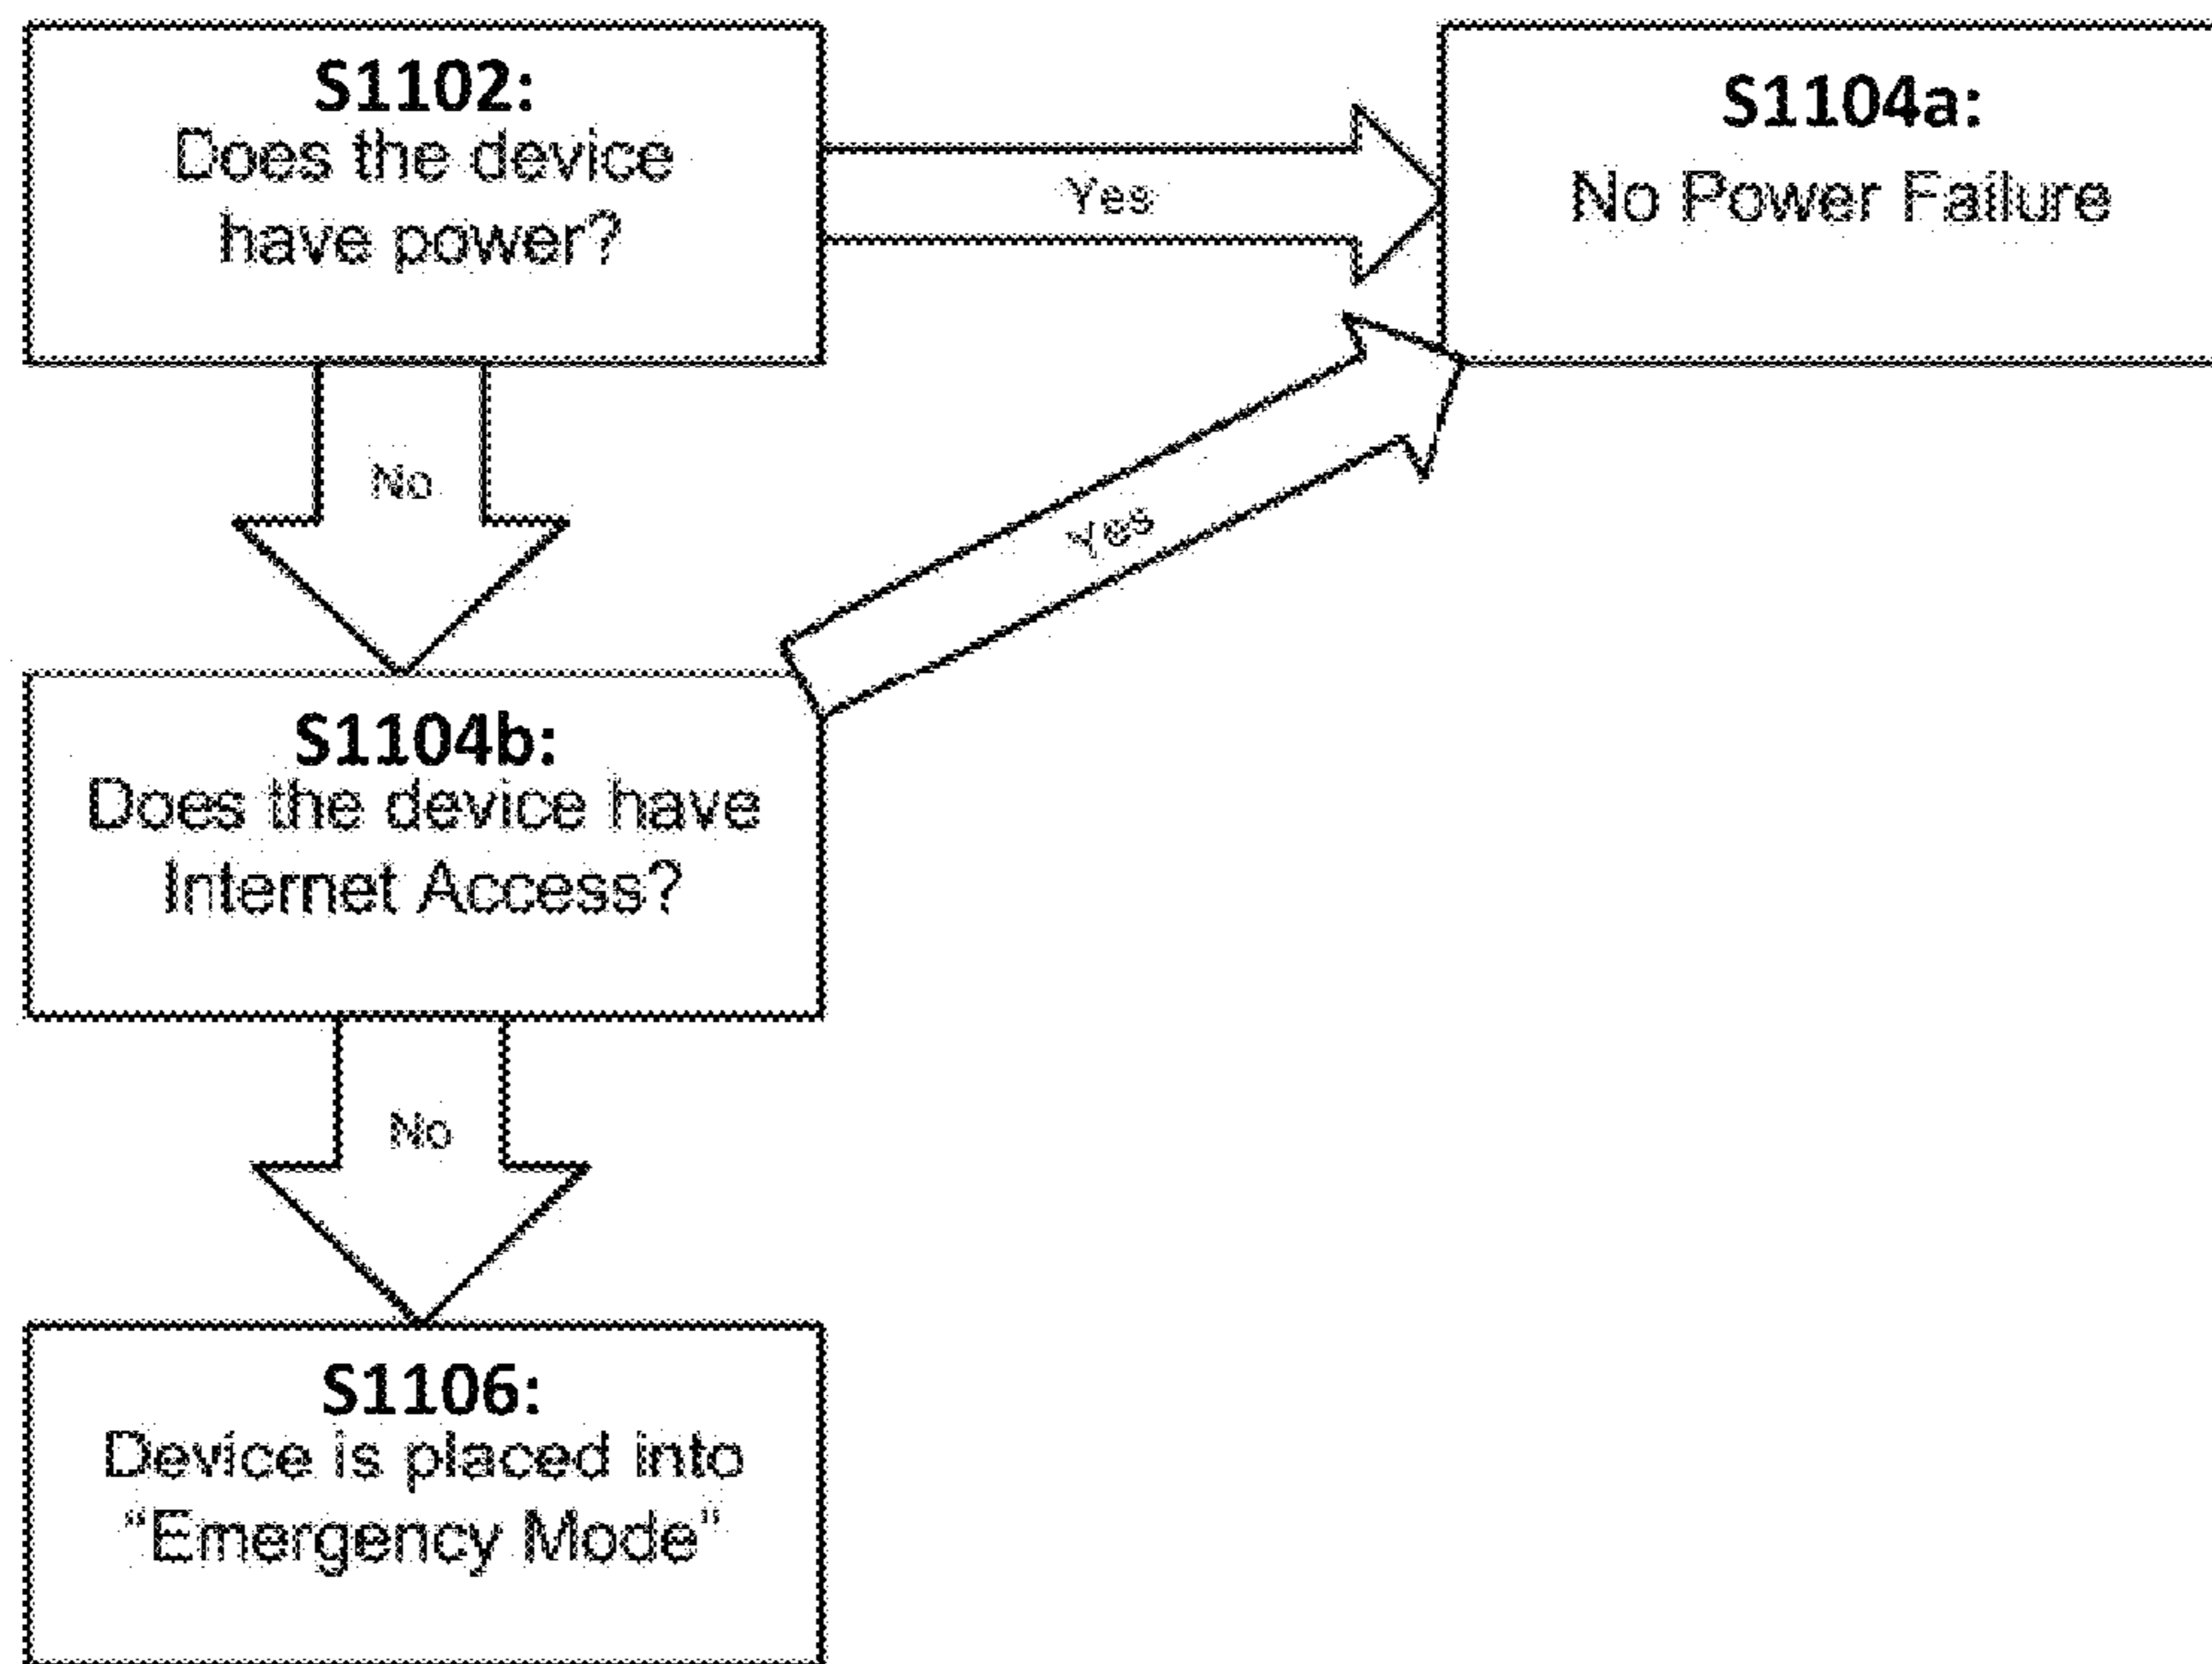 S1102:
Does the device
have power?
Yes
S1104a:
No Power Failure
No
Yes
S1104b:
Does the device have
Internet Access?
No
S1106:
Device is placed into
"Emergency Mode"